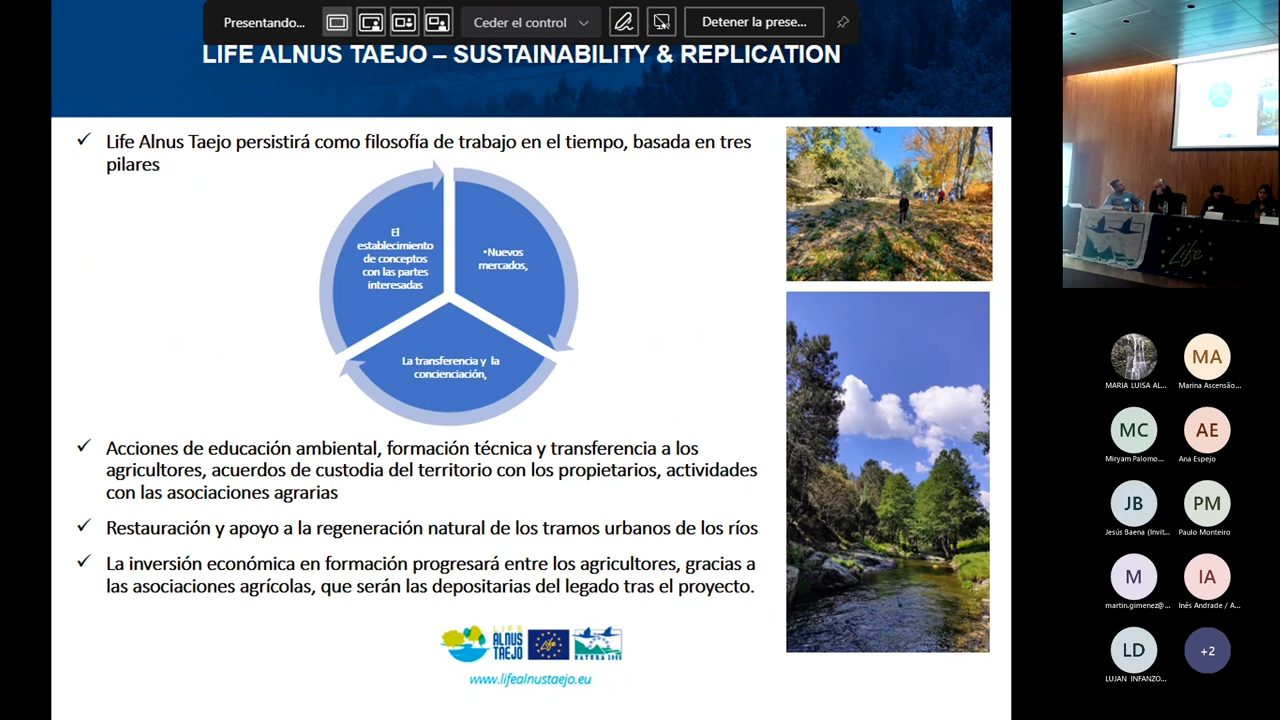 Presentando...
Ceder el control
Detener la prese...
LIFE ALNUS TAEJO – SUSTAINABILITY & REPLICATION
✓ Life Alnus Taejo persistirá como filosofía de trabajo en el tiempo, basada en tres
pilares
El
establecimiento
de conceptos
con las partes
interesadas
•Nuevos
mercados,
La transferencia y la
concienciación,
✓ Acciones de educación ambiental, formación técnica y transferencia a los
agricultores, acuerdos de custodia del territorio con los propietarios, actividades
con las asociaciones agrarias
✓ Restauración y apoyo a la regeneración natural de los tramos urbanos de los ríos
✓ La inversión económica en formación progresará entre los agricultores, gracias a
las asociaciones agrícolas, que serán las depositarias del legado tras el proyecto.
LIFE
ALNUS
TAEJO
Life
NATURA 2000
www.lifealnustaejo.eu
Life
MARIA LUISA AL...
MA
Marina Ascensão...
MC
Miryam Palomo...
AE
Ana Espejo
JB
Jesús Baena (Invit...
PM
Paulo Monteiro
M
martin.gimenez@...
IA
Inês Andrade / A...
LD
LUJAN INFANZO...
+2